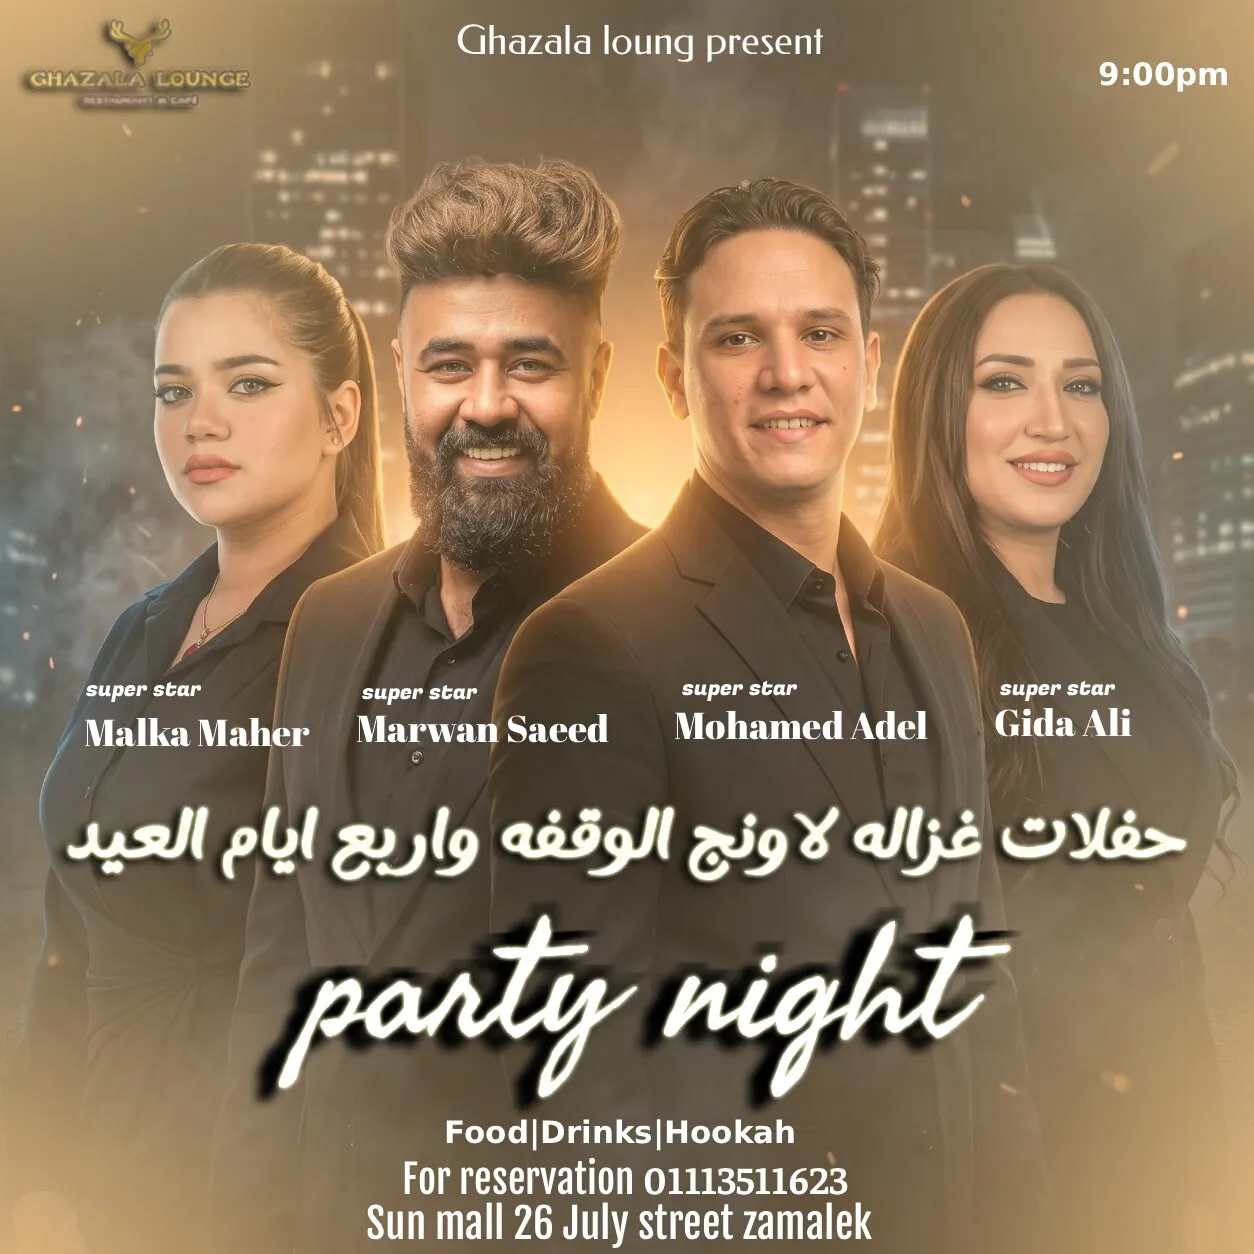 GHAZALA LOUNGE
RESTAURANT & CAFE
Ghazala loung present
9:00pm
super star
Malka Maher
super star
Marwan Saeed
super star
Mohamed Adel
super star
Gida Ali
حفلات غزاله لاونج الوقفه واربع ايام العيد
party night
Food|Drinks|Hookah
For reservation 01113511623
Sun mall 26 July street zamalek